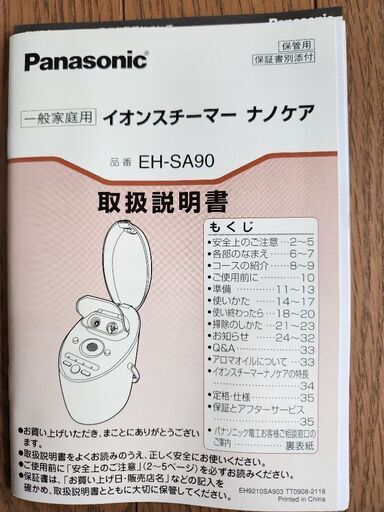 Panasonic
保管用
保証書別添付
Panasonic
一般家庭用 イオンスチーマー ナノケア
品番 EH-SA90
取扱説明書
もくじ
●安全上のご注意…2～5
●各部のなまえ…6～7
●コースの紹介…8～9
●ご使用前に……………10
●準備……………11～13
●使いかた………14～17
●使い終わったら…18～20
●掃除のしかた…21～23
●お知らせ………24～32
●Q&A……………………33
●アロマオイルについて…33
●イオンスチーマーナノケアの特長
………………………34
●定格・仕様……………35
●保証とアフターサービス
………………………35
●パナソニック電工お客様ご相談窓口の
ご案内………………裏表紙
●お買い上げいただき、まことにありがとうござい
ます。
●取扱説明書をよくお読みのうえ、正しく安全にお使いください。
●ご使用前に「安全上のご注意」(2～5ページ)を必ずお読みください。
●保証書は、「お買い上げ日・販売店名」などの記入を
確かめ、取扱説明書とともに大切に保管してください。
EH9210SA903 TT0908-2118
Printed in China